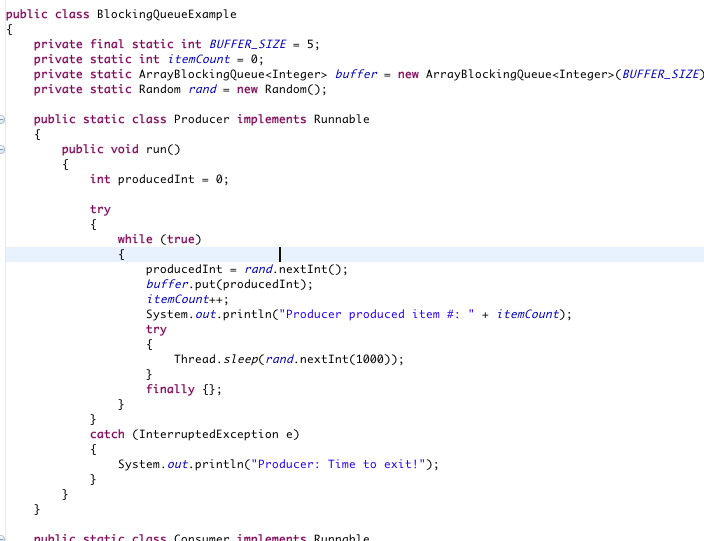 public class BlockingQueueExample
{
    private final static int BUFFER_SIZE = 5;
    private static int itemCount = 0;
    private static ArrayBlockingQueue<Integer> buffer = new ArrayBlockingQueue<Integer>(BUFFER_SIZE)
    private static Random rand = new Random();

    public static class Producer implements Runnable
    {
        public void run()
        {
            int producedInt = 0;

            try
            {
                while (true)
                {
                    producedInt = rand.nextInt();
                    buffer.put(producedInt);
                    itemCount++;
                    System.out.println("Producer produced item #: " + itemCount);
                    try
                    {
                        Thread.sleep(rand.nextInt(1000));
                    }
                    finally {};
                }
            }
            catch (InterruptedException e)
            {
                System.out.println("Producer: Time to exit!");
            }
        }
    }

    public static class Consumer implements Runnable